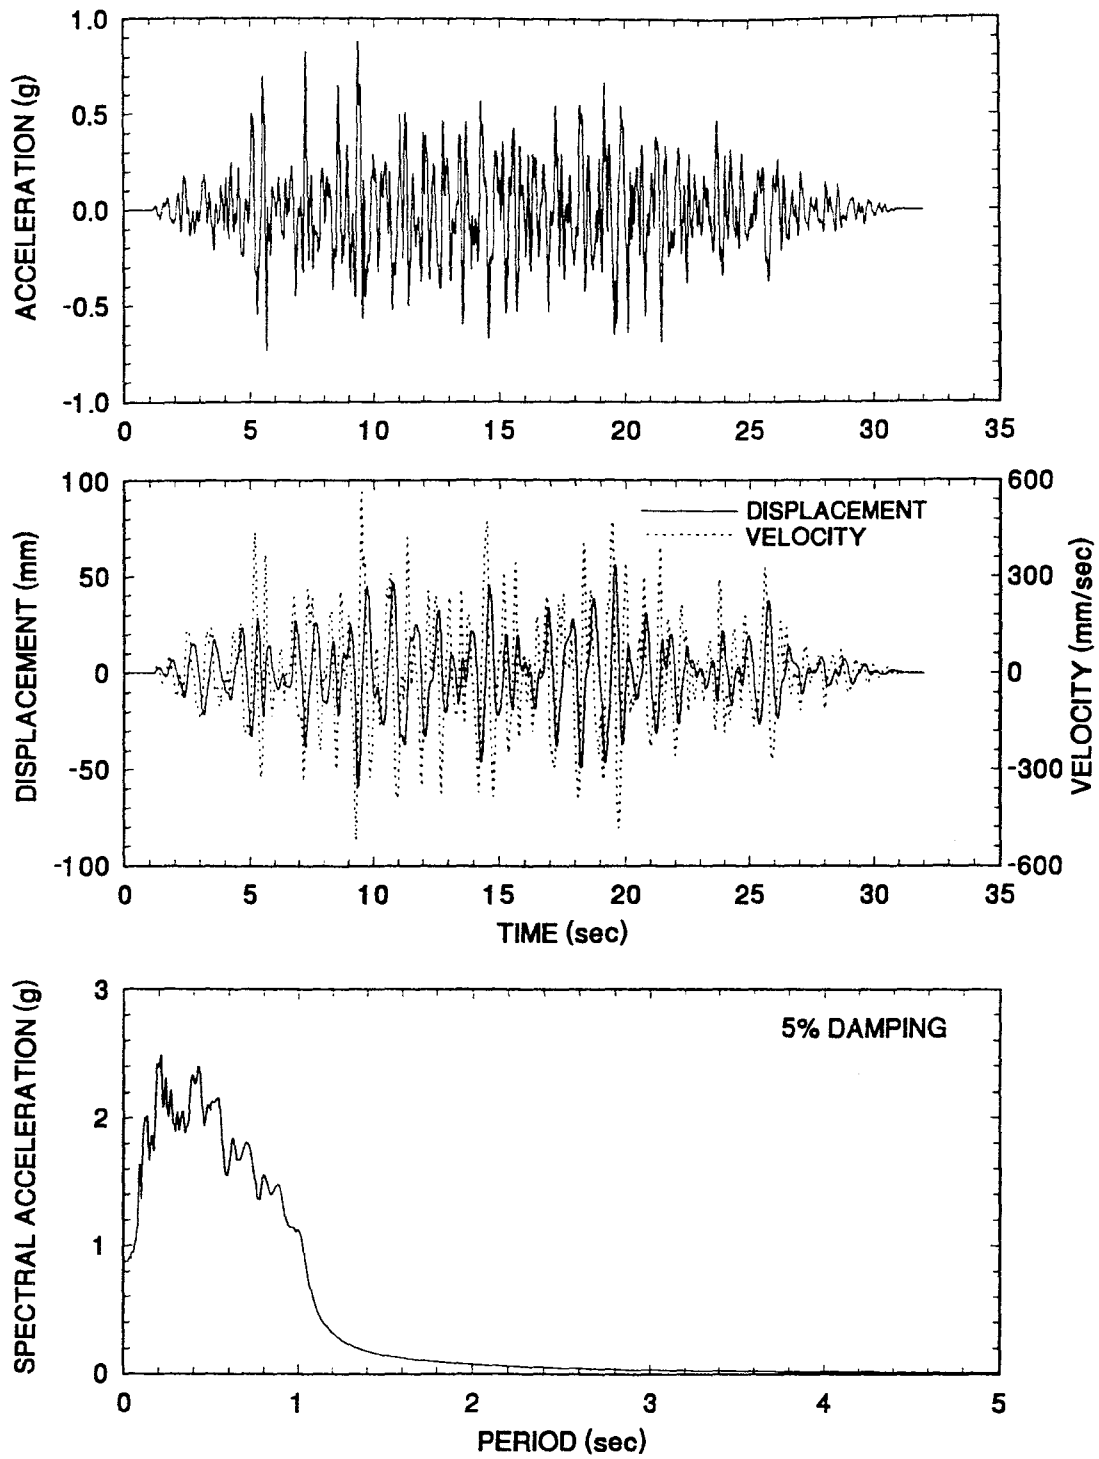 ACCELERATION (g)
1.0
0.5
0.0
-0.5
-1.0
0 5 10 15 20 25 30 35
DISPLACEMENT (mm)
100
50
0
-50
-100
DISPLACEMENT
VELOCITY
600
300
0
-300
-600
VELOCITY (mm/sec)
0 5 10 15 20 25 30 35
TIME (sec)
SPECTRAL ACCELERATION (g)
3
2
1
0
5% DAMPING
0 1 2 3 4 5
PERIOD (sec)